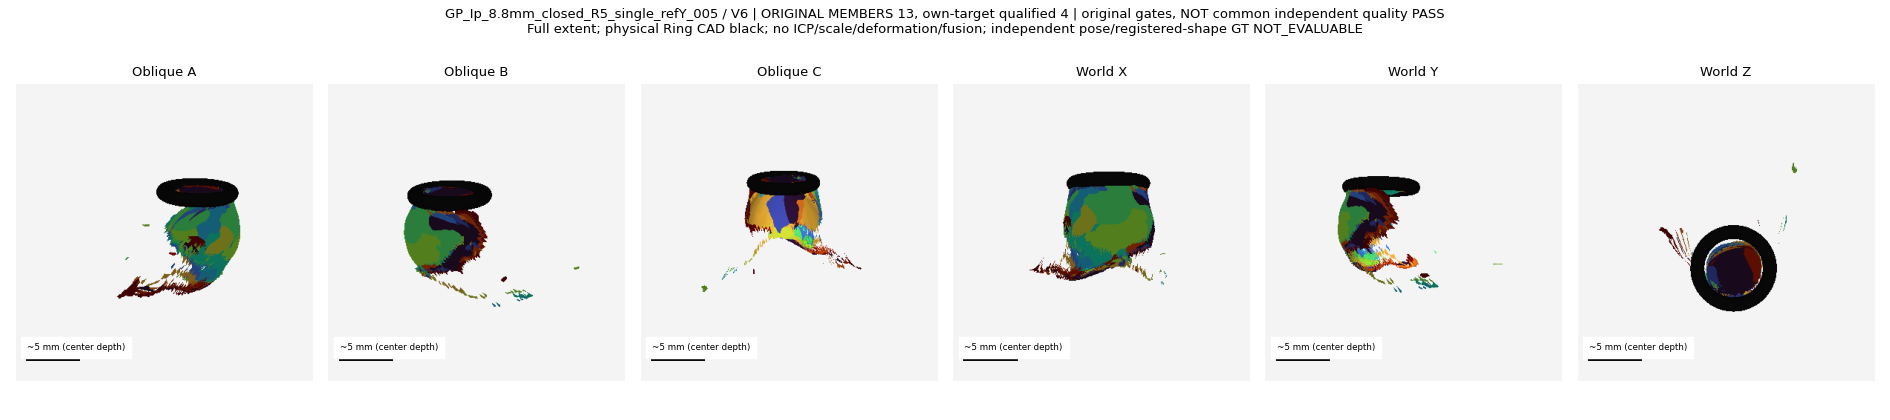 GP_Ip_8.8mm_closed_R5_single_refY_005 / V6 | ORIGINAL MEMBERS 13, own-target qualified 4 | original gates, NOT common independent quality PASS
Full extent; physical Ring CAD black; no ICP/scale/deformation/fusion; independent pose/registered-shape GT NOT_EVALUABLE
Oblique A
Oblique B
Oblique C
World X
World Y
World Z
~5 mm (center depth)
~5 mm (center depth)
~5 mm (center depth)
~5 mm (center depth)
~5 mm (center depth)
~5 mm (center depth)